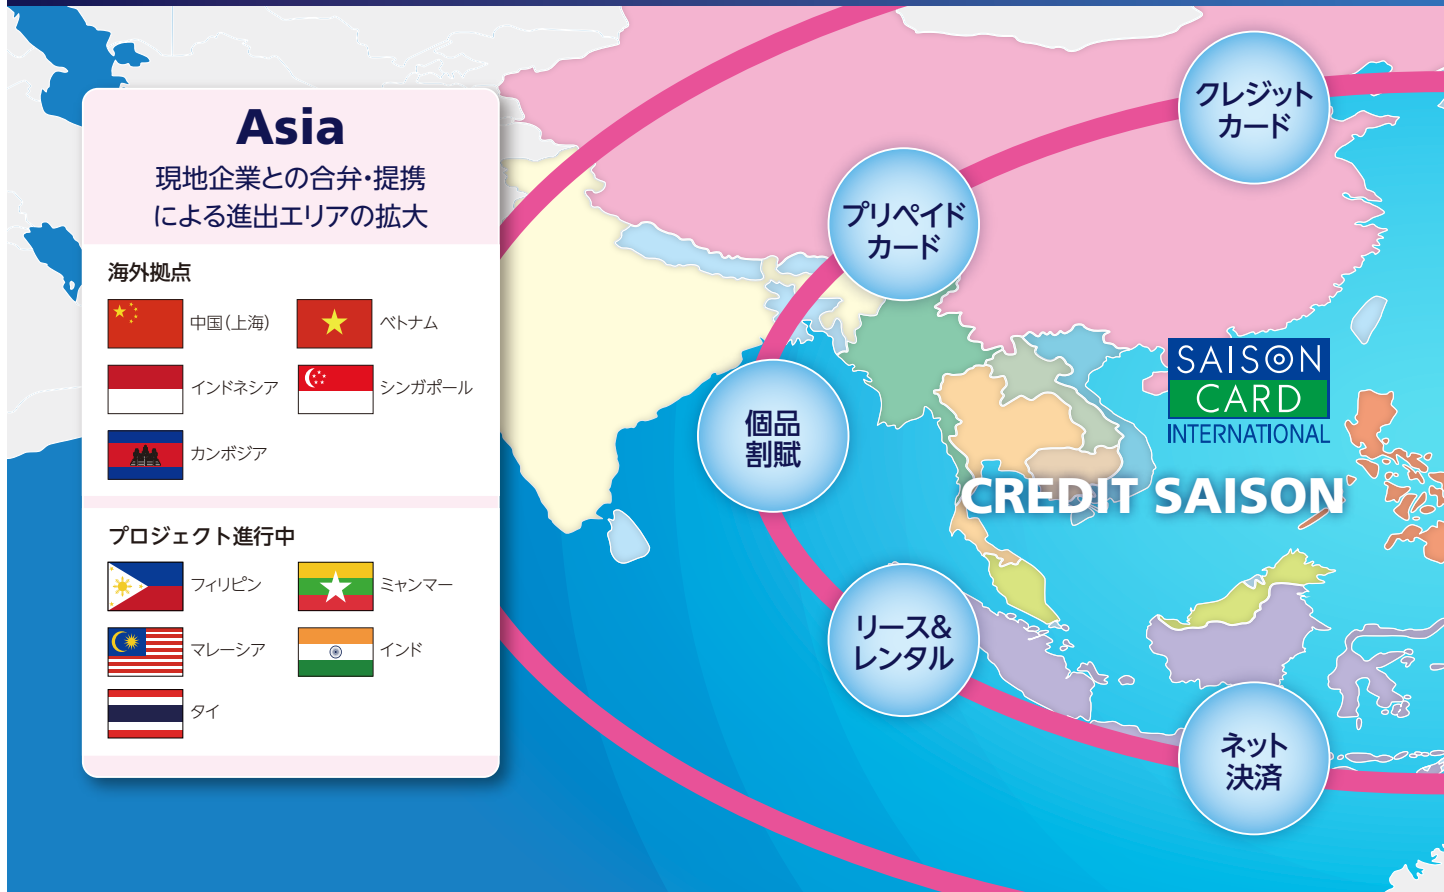 Asia
現地企業との合弁・提携
による進出エリアの拡大
海外拠点
中国(上海)
ベトナム
インドネシア
シンガポール
カンボジア
プロジェクト進行中
フィリピン
ミャンマー
マレーシア
インド
タイ
クレジット
カード
プリペイド
カード
個品
割賦
リース&
レンタル
ネット
決済
SAISON
CARD
INTERNATIONAL
CREDIT SAISON